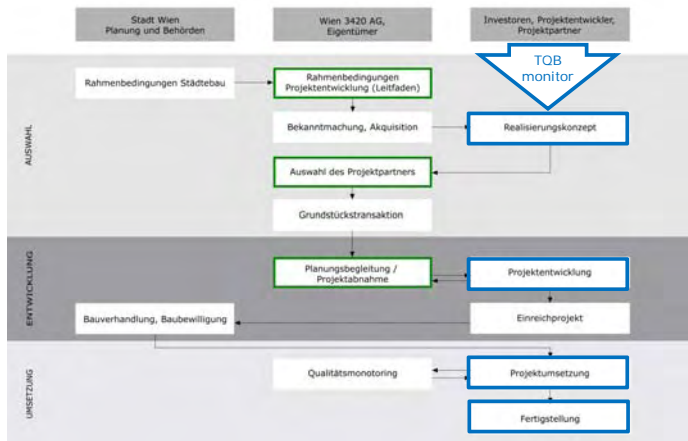 Stadt Wien
Planung und Behörden
Wien 3420 AG,
Eigentümer
Investoren, Projektentwickler,
Projektpartner
TQB
monitor
AUSWAHL
Rahmenbedingungen Städtebau
Rahmenbedingungen
Projektentwicklung (Leitfaden)
Bekanntmachung, Akquisition
Realisierungskonzept
Auswahl des Projektpartners
Grundstückstransaktion
ENTWICKLUNG
Planungsbegleitung /
Projektabnahme
Projektentwicklung
Bauverhandlung, Baubewilligung
Einreichprojekt
UMSETZUNG
Qualitätsmonotoring
Projektumsetzung
Fertigstellung